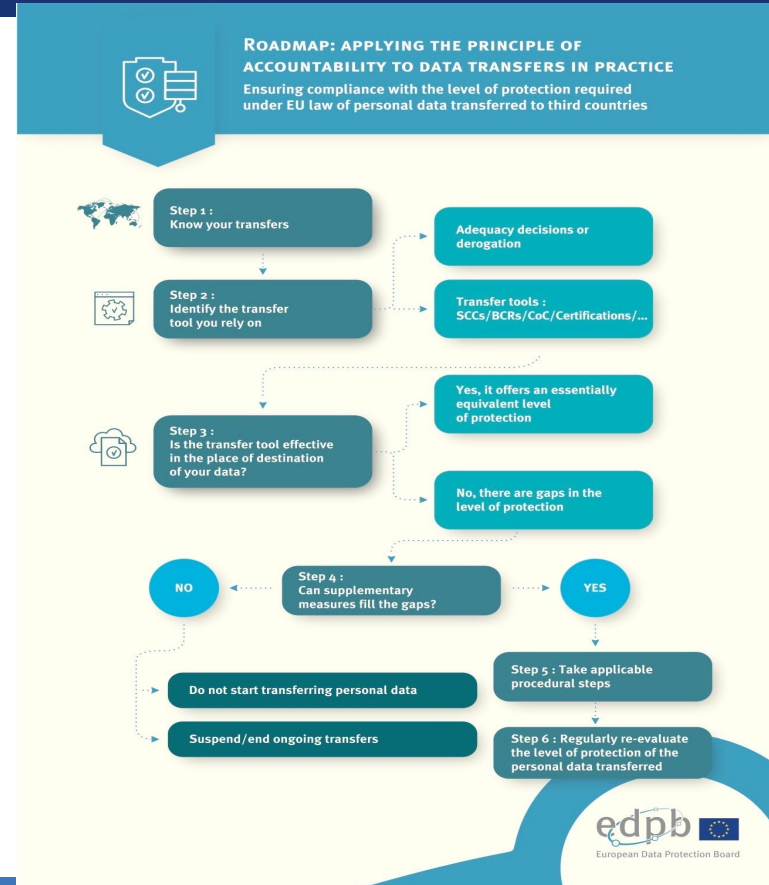 ROADMAP: APPLYING THE PRINCIPLE OF
ACCOUNTABILITY TO DATA TRANSFERS IN PRACTICE
Ensuring compliance with the level of protection required
under EU law of personal data transferred to third countries
Step 1 :
Know your transfers
Step 2 :
Identify the transfer
tool you rely on
Adequacy decisions or
derogation
Transfer tools :
SCCs/BCRs/CoC/Certifications/...
Step 3 :
Is the transfer tool effective
in the place of destination
of your data?
Yes, it offers an essentially
equivalent level
of protection
No, there are gaps in the
level of protection
Step 4 :
Can supplementary
measures fill the gaps?
NO
YES
Do not start transferring personal data
Suspend/end ongoing transfers
Step 5 : Take applicable
procedural steps
Step 6 : Regularly re-evaluate
the level of protection of the
personal data transferred
edpb
European Data Protection Board